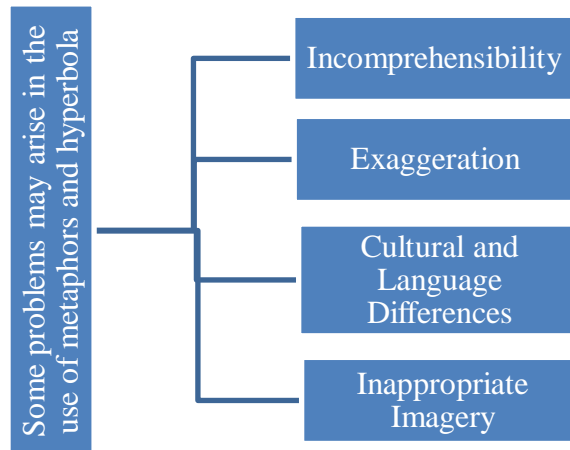 Some problems may arise in the
use of metaphors and hyperbola
Incomprehensibility
Exaggeration
Cultural and
Language
Differences
Inappropriate
Imagery